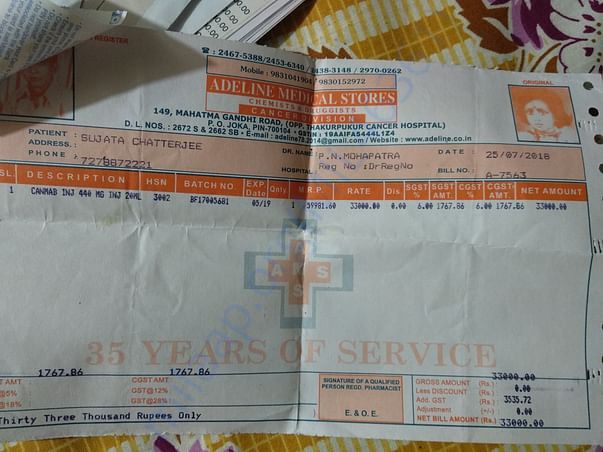 REGISTER
☎ : 2467-5388/2453-6340 / 2438-3148 / 2970-0262
ORIGINAL
Mobile : 9831041904 / 9830152972
ADELINE MEDICAL STORES
CHEMISTS & DRUGGISTS
CANCER DIVISION
149, MAHATMA GANDHI ROAD, (OPP. THAKURPUKUR CANCER HOSPITAL)
P. O. JOKA, PIN-700104 • GSTIN : 19AAIFA5444L1Z4
D. L. NOS. : 2672 S & 2662 SB • E-mail : adeline78.2014@gmail.com / Website : www.adeline.co.in
PATIENT : SUJATA CHATTERJEE
DR. NAME P.N.MOHAPATRA
DATE : 25/07/2018
ADDRESS :
HOSPITAL Reg No :DrRegNo
BILL NO. : A-7563
PHONE : 7278872221
SL. DESCRIPTION HSN BATCH NO EXP. Date Qnty M.R.P. RATE Dis. SGST % SGST AMT CGST % CGST AMT. NET AMOUNT
1 CANMAB INJ 440 MG INJ 20ML 3002 BF17005681 05/19 1 59981.60 33000.00 0.00 6.00 1767.86 6.00 1767.86 33000.00
AKS
S
35 YEARS OF SERVICE
1767.86 1767.86
GST AMT CGST AMT
@5% GST@12%
@18% GST@28%
SIGNATURE OF A QUALIFIED
PERSON REGD. PHARMACIST
E. & O. E.
GROSS AMOUNT (Rs.) 33000.00
Less DISCOUNT (Rs.) 0.00
Add. GST (Rs.) 3535.72
Adjustment (+/-) 0.00
NET BILL AMOUNT (Rs.) 33000.00
Thirty Three Thousand Rupees Only